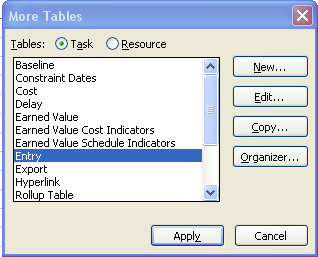 More Tables
Tables: Task Resource
Baseline
Constraint Dates
Cost
Delay
Earned Value
Earned Value Cost Indicators
Earned Value Schedule Indicators
Entry
Export
Hyperlink
Rollup Table
New...
Edit...
Copy...
Organizer...
Apply
Cancel